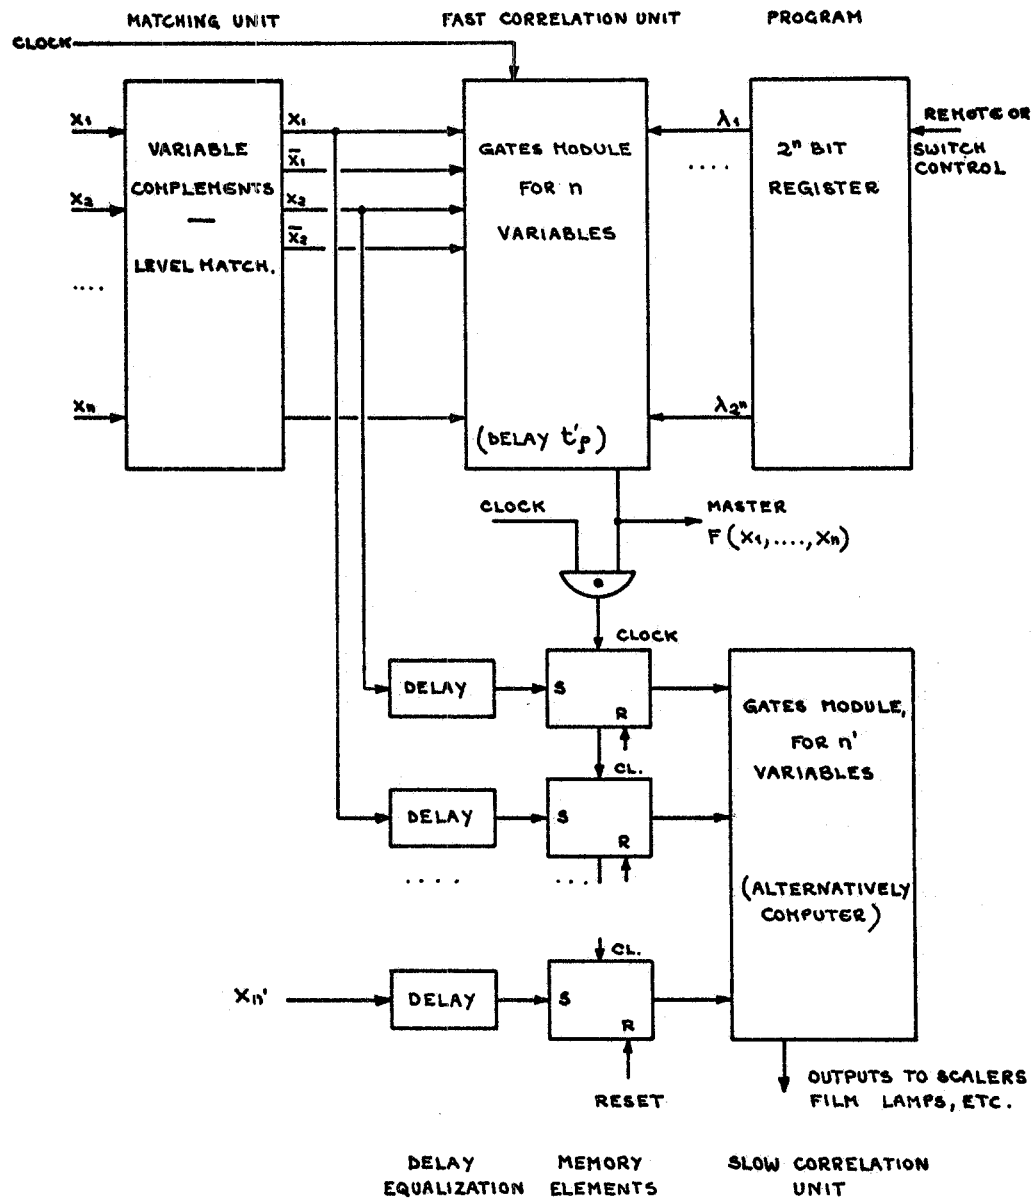 MATCHING UNIT
FAST CORRELATION UNIT
PROGRAM
CLOCK
x₁
x₂
....
xₙ
VARIABLE
COMPLEMENTS
—
LEVEL MATCH.
x₁
x̅₁
x₂
x̅₂
GATES MODULE
FOR n
VARIABLES
(DELAY t'ρ)
λ₁
....
λ₂ⁿ
2ⁿ BIT
REGISTER
REMOTE OR
SWITCH
CONTROL
CLOCK
MASTER
F(x₁,....,xₙ)
CLOCK
DELAY
S
R
CL.
DELAY
S
R
....
....
CL.
xₙ'
DELAY
S
R
RESET
GATES MODULE,
FOR n'
VARIABLES
(ALTERNATIVELY
COMPUTER)
OUTPUTS TO SCALERS
FILM LAMPS, ETC.
DELAY
EQUALIZATION
MEMORY
ELEMENTS
SLOW CORRELATION
UNIT